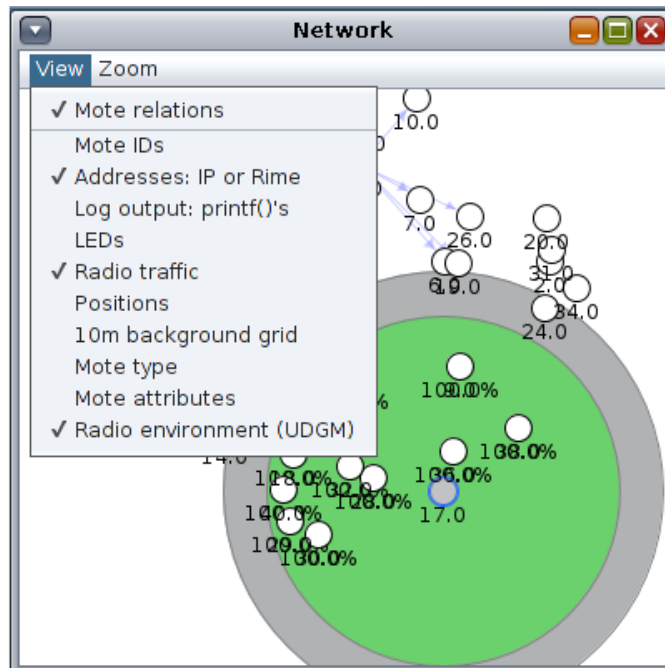 Network
View Zoom
Mote relations
Mote IDs
Addresses: IP or Rime
Log output: printf()'s
LEDs
Radio traffic
Positions
10m background grid
Mote type
Mote attributes
Radio environment (UDGM)
10.0
7.0
26.0
20.0
31.0
2.0
34.0
24.0
17.0